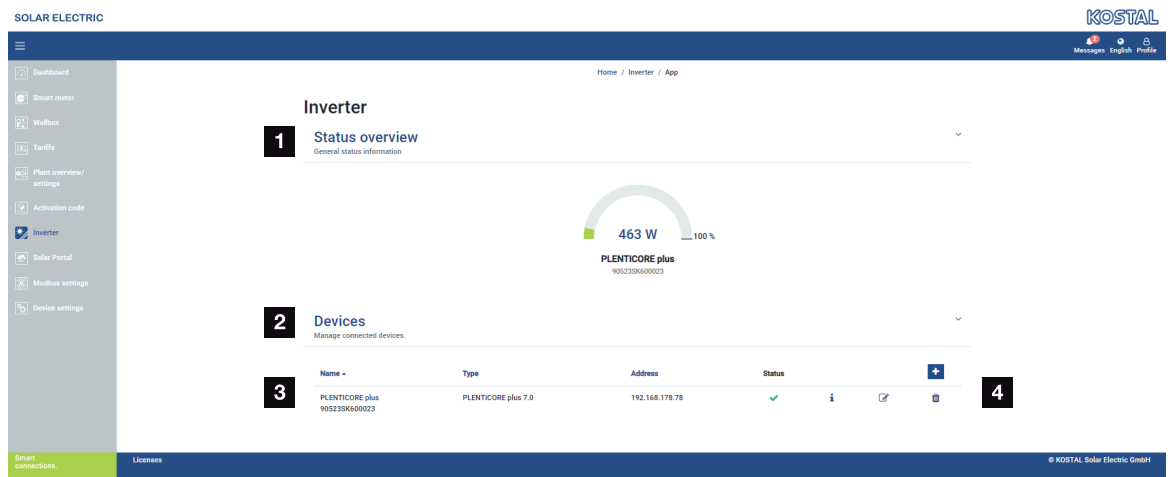 SOLAR ELECTRIC
KOSTAL
2
Messages English Profile
Dashboard
Smart meter
Wallbox
Tariffs
Plant overview/
settings
Activation code
Inverter
Solar Portal
Modbus settings
Device settings
Home / Inverter / App
Inverter
1
Status overview
General status information
463 W
100 %
PLENTICORE plus
90523SK600023
2
Devices
Manage connected devices.
Name Type Address Status
3
PLENTICORE plus PLENTICORE plus 7.0 192.168.178.78
90523SK600023
4
Smart
connections.
Licenses
© KOSTAL Solar Electric GmbH